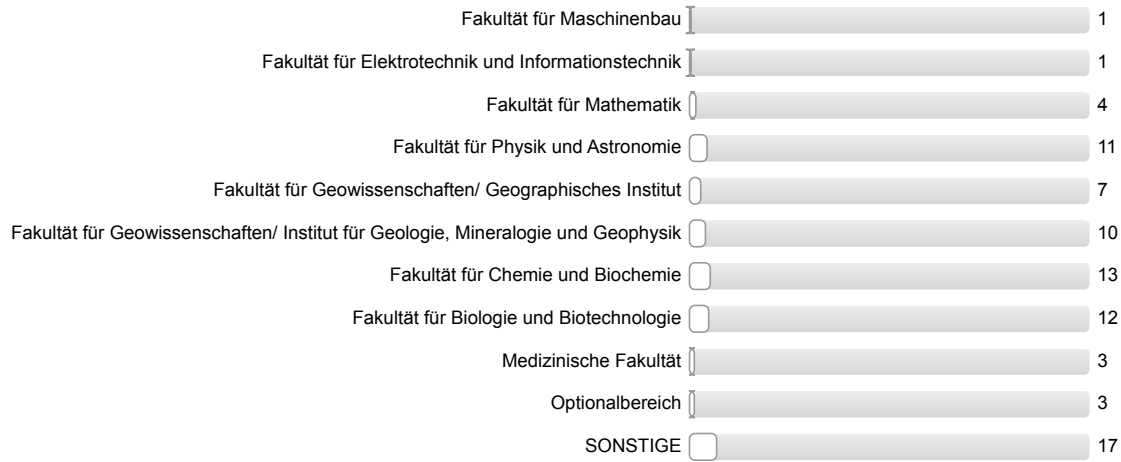 Fakultät für Maschinenbau 1
Fakultät für Elektrotechnik und Informationstechnik 1
Fakultät für Mathematik 4
Fakultät für Physik und Astronomie 11
Fakultät für Geowissenschaften/ Geographisches Institut 7
Fakultät für Geowissenschaften/ Institut für Geologie, Mineralogie und Geophysik 10
Fakultät für Chemie und Biochemie 13
Fakultät für Biologie und Biotechnologie 12
Medizinische Fakultät 3
Optionalbereich 3
SONSTIGE 17